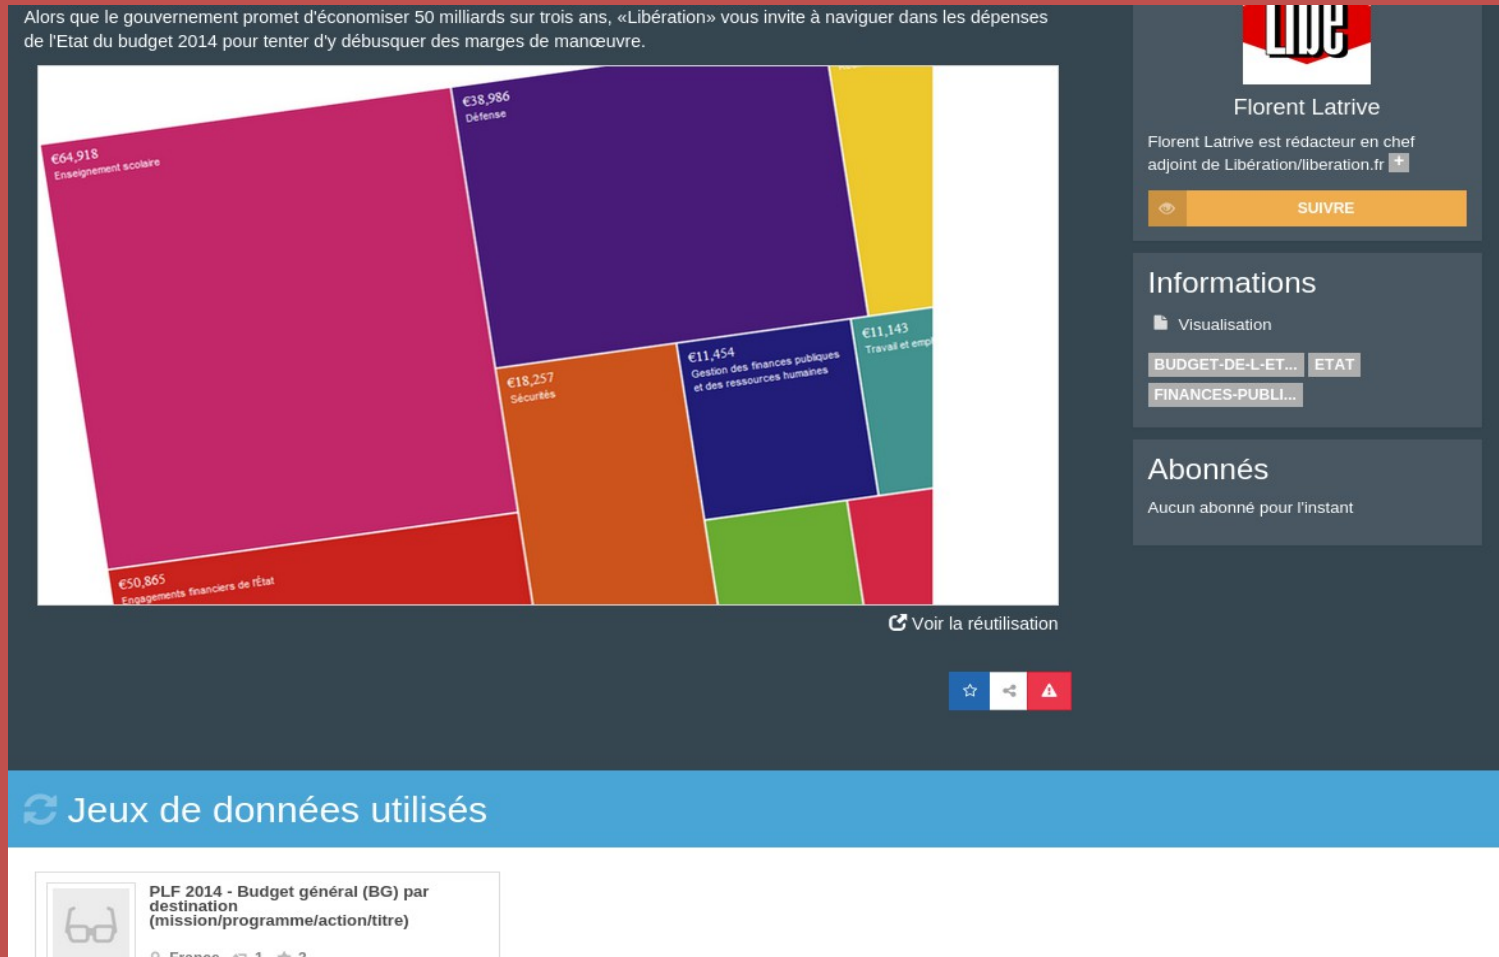 Alors que le gouvernement promet d'économiser 50 milliards sur trois ans, «Libération» vous invite à naviguer dans les dépenses
de l'Etat du budget 2014 pour tenter d'y débusquer des marges de manœuvre.
€64,918
Enseignement scolaire
€38,986
Défense
€18,257
Sécurités
€11,454
Gestion des finances publiques
et des ressources humaines
€11,143
Travail et empl
€50,865
Engagements financiers de l'État
Voir la réutilisation
LIBE
Florent Latrive
Florent Latrive est rédacteur en chef
adjoint de Libération/liberation.fr +
SUIVRE
Informations
Visualisation
BUDGET-DE-L-ET... ETAT
FINANCES-PUBLI...
Abonnés
Aucun abonné pour l'instant
Jeux de données utilisés
PLF 2014 - Budget général (BG) par
destination
(mission/programme/action/titre)
France 1 2